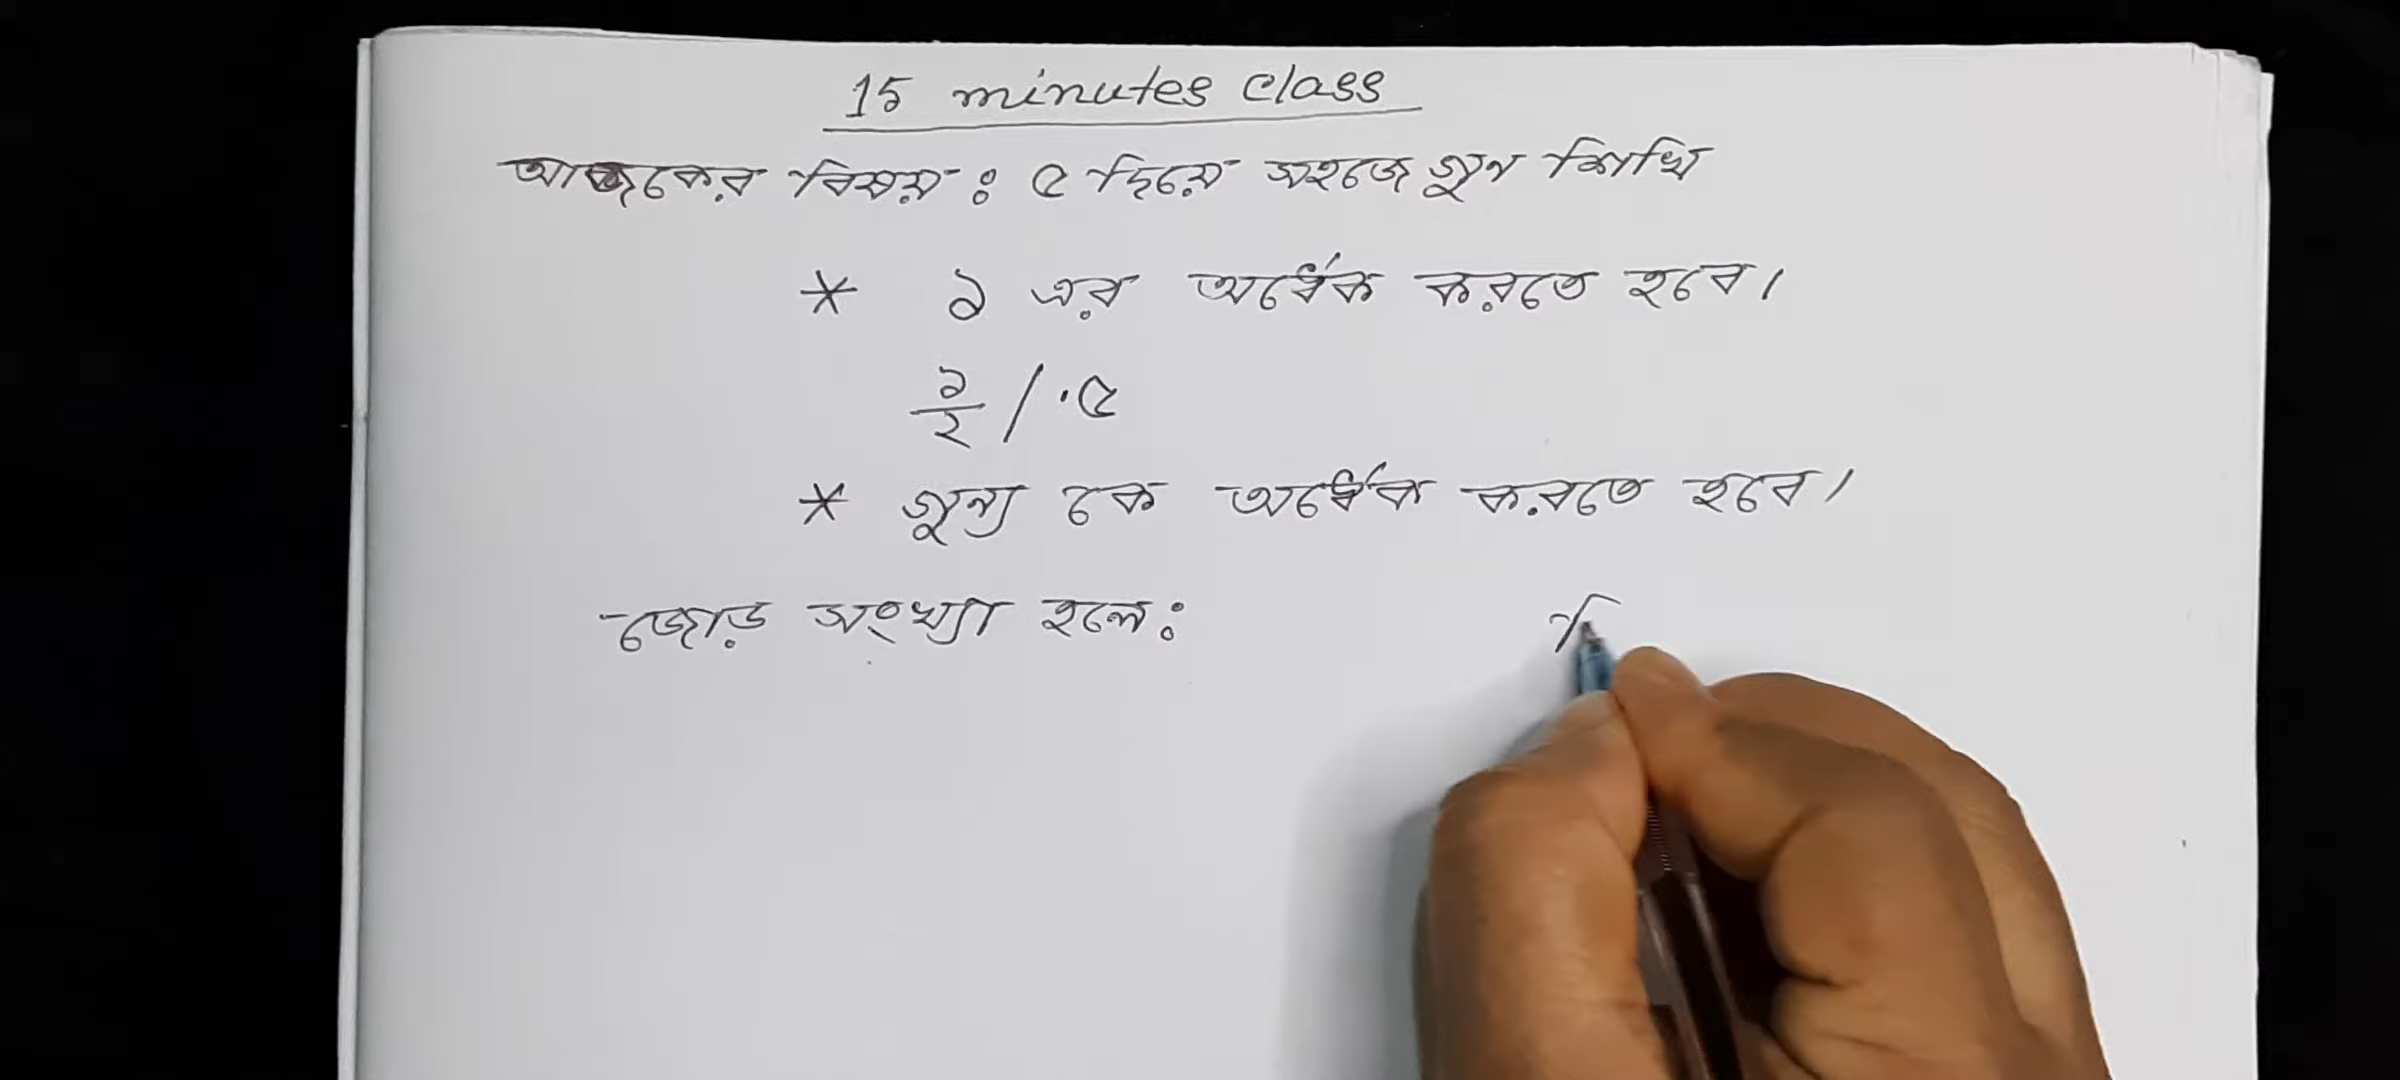 15 minutes class
আজকের বিষয় : ৫ দিয়ে সহজে গুন শিখি
* ১ এর অর্ধেক করতে হবে।
১/২ / .৫
* গুন্য কে অর্ধেক করতে হবে।
জোড় সংখ্যা হলে :